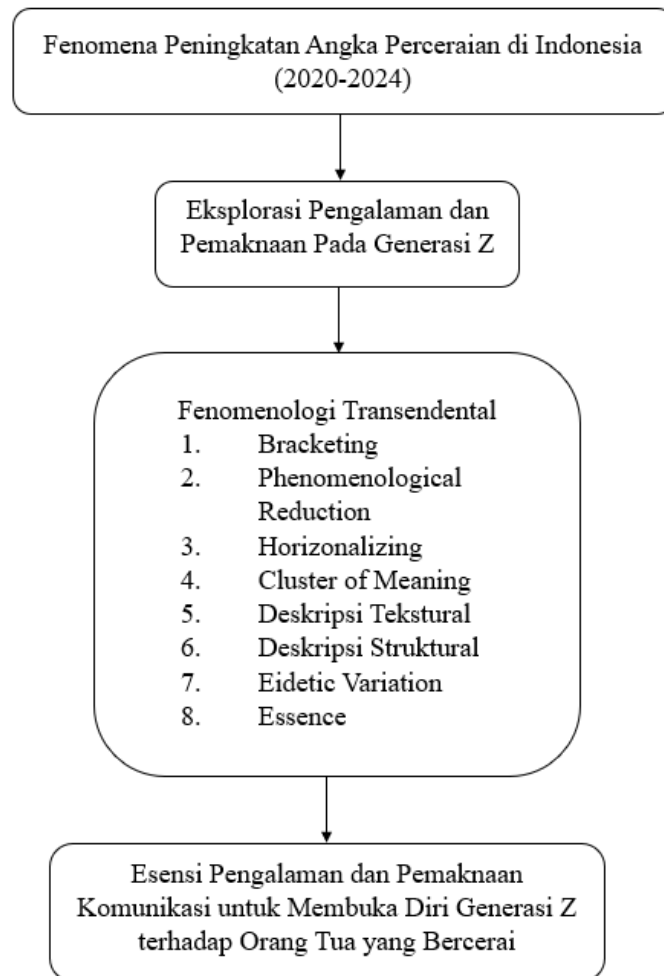 Fenomena Peningkatan Angka Perceraian di Indonesia
(2020-2024)
Eksplorasi Pengalaman dan
Pemaknaan Pada Generasi Z
Fenomenologi Transendental
1. Bracketing
2. Phenomenological
Reduction
3. Horizonalizing
4. Cluster of Meaning
5. Deskripsi Tekstural
6. Deskripsi Struktural
7. Eidetic Variation
8. Essence
Esensi Pengalaman dan Pemaknaan
Komunikasi untuk Membuka Diri Generasi Z
terhadap Orang Tua yang Bercerai